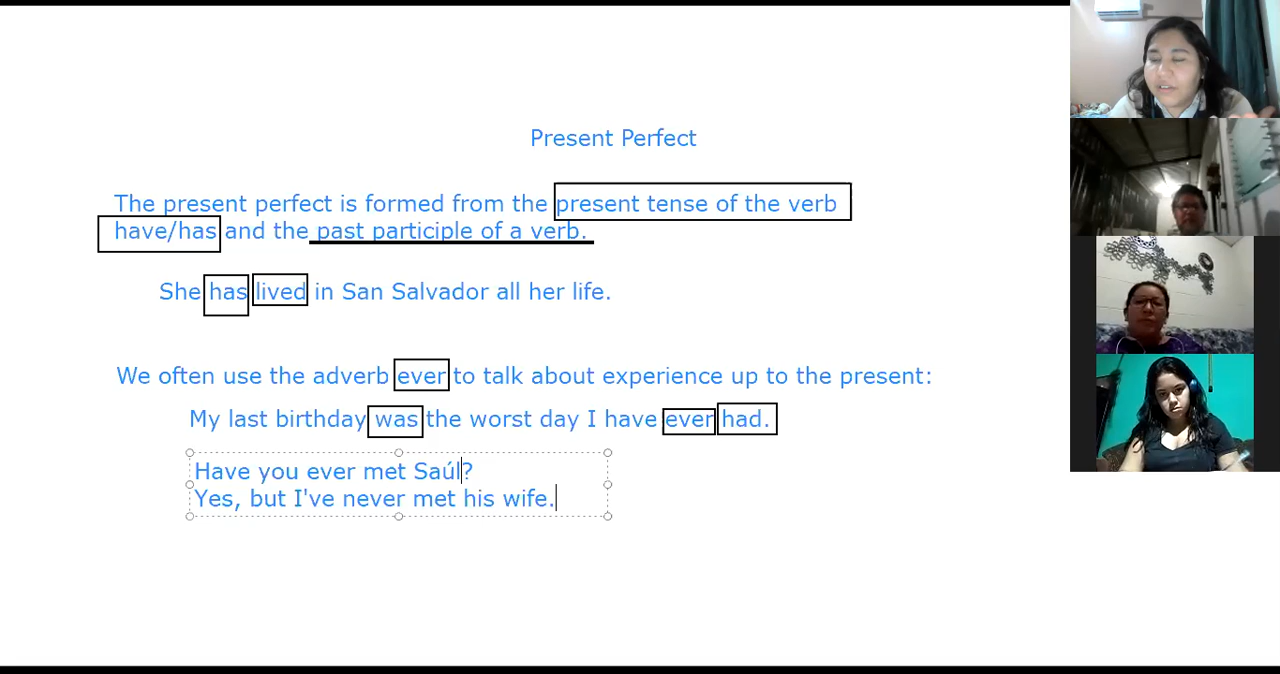 Present Perfect
The present perfect is formed from the present tense of the verb
have/has and the past participle of a verb.
She has lived in San Salvador all her life.
We often use the adverb ever to talk about experience up to the present:
My last birthday was the worst day I have ever had.
Have you ever met Saúl?
Yes, but I've never met his wife.